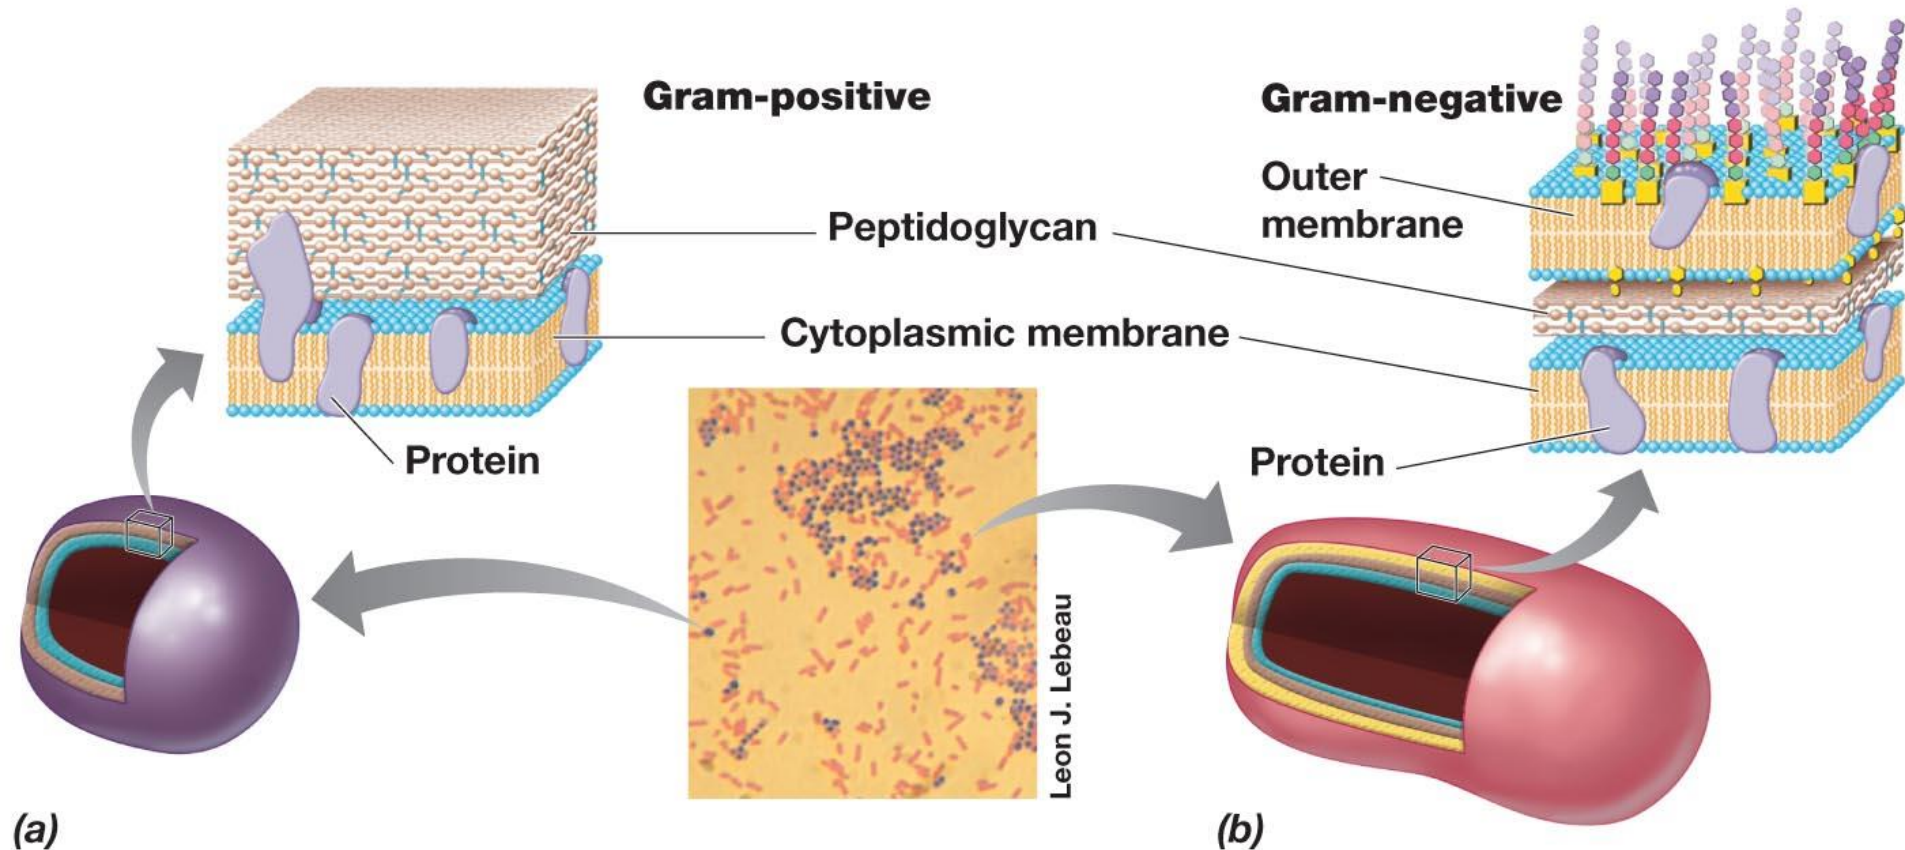 Gram-positive
Gram-negative
Outer
membrane
Peptidoglycan
Cytoplasmic membrane
Protein
Protein
Leon J. Lebeau
(a)
(b)